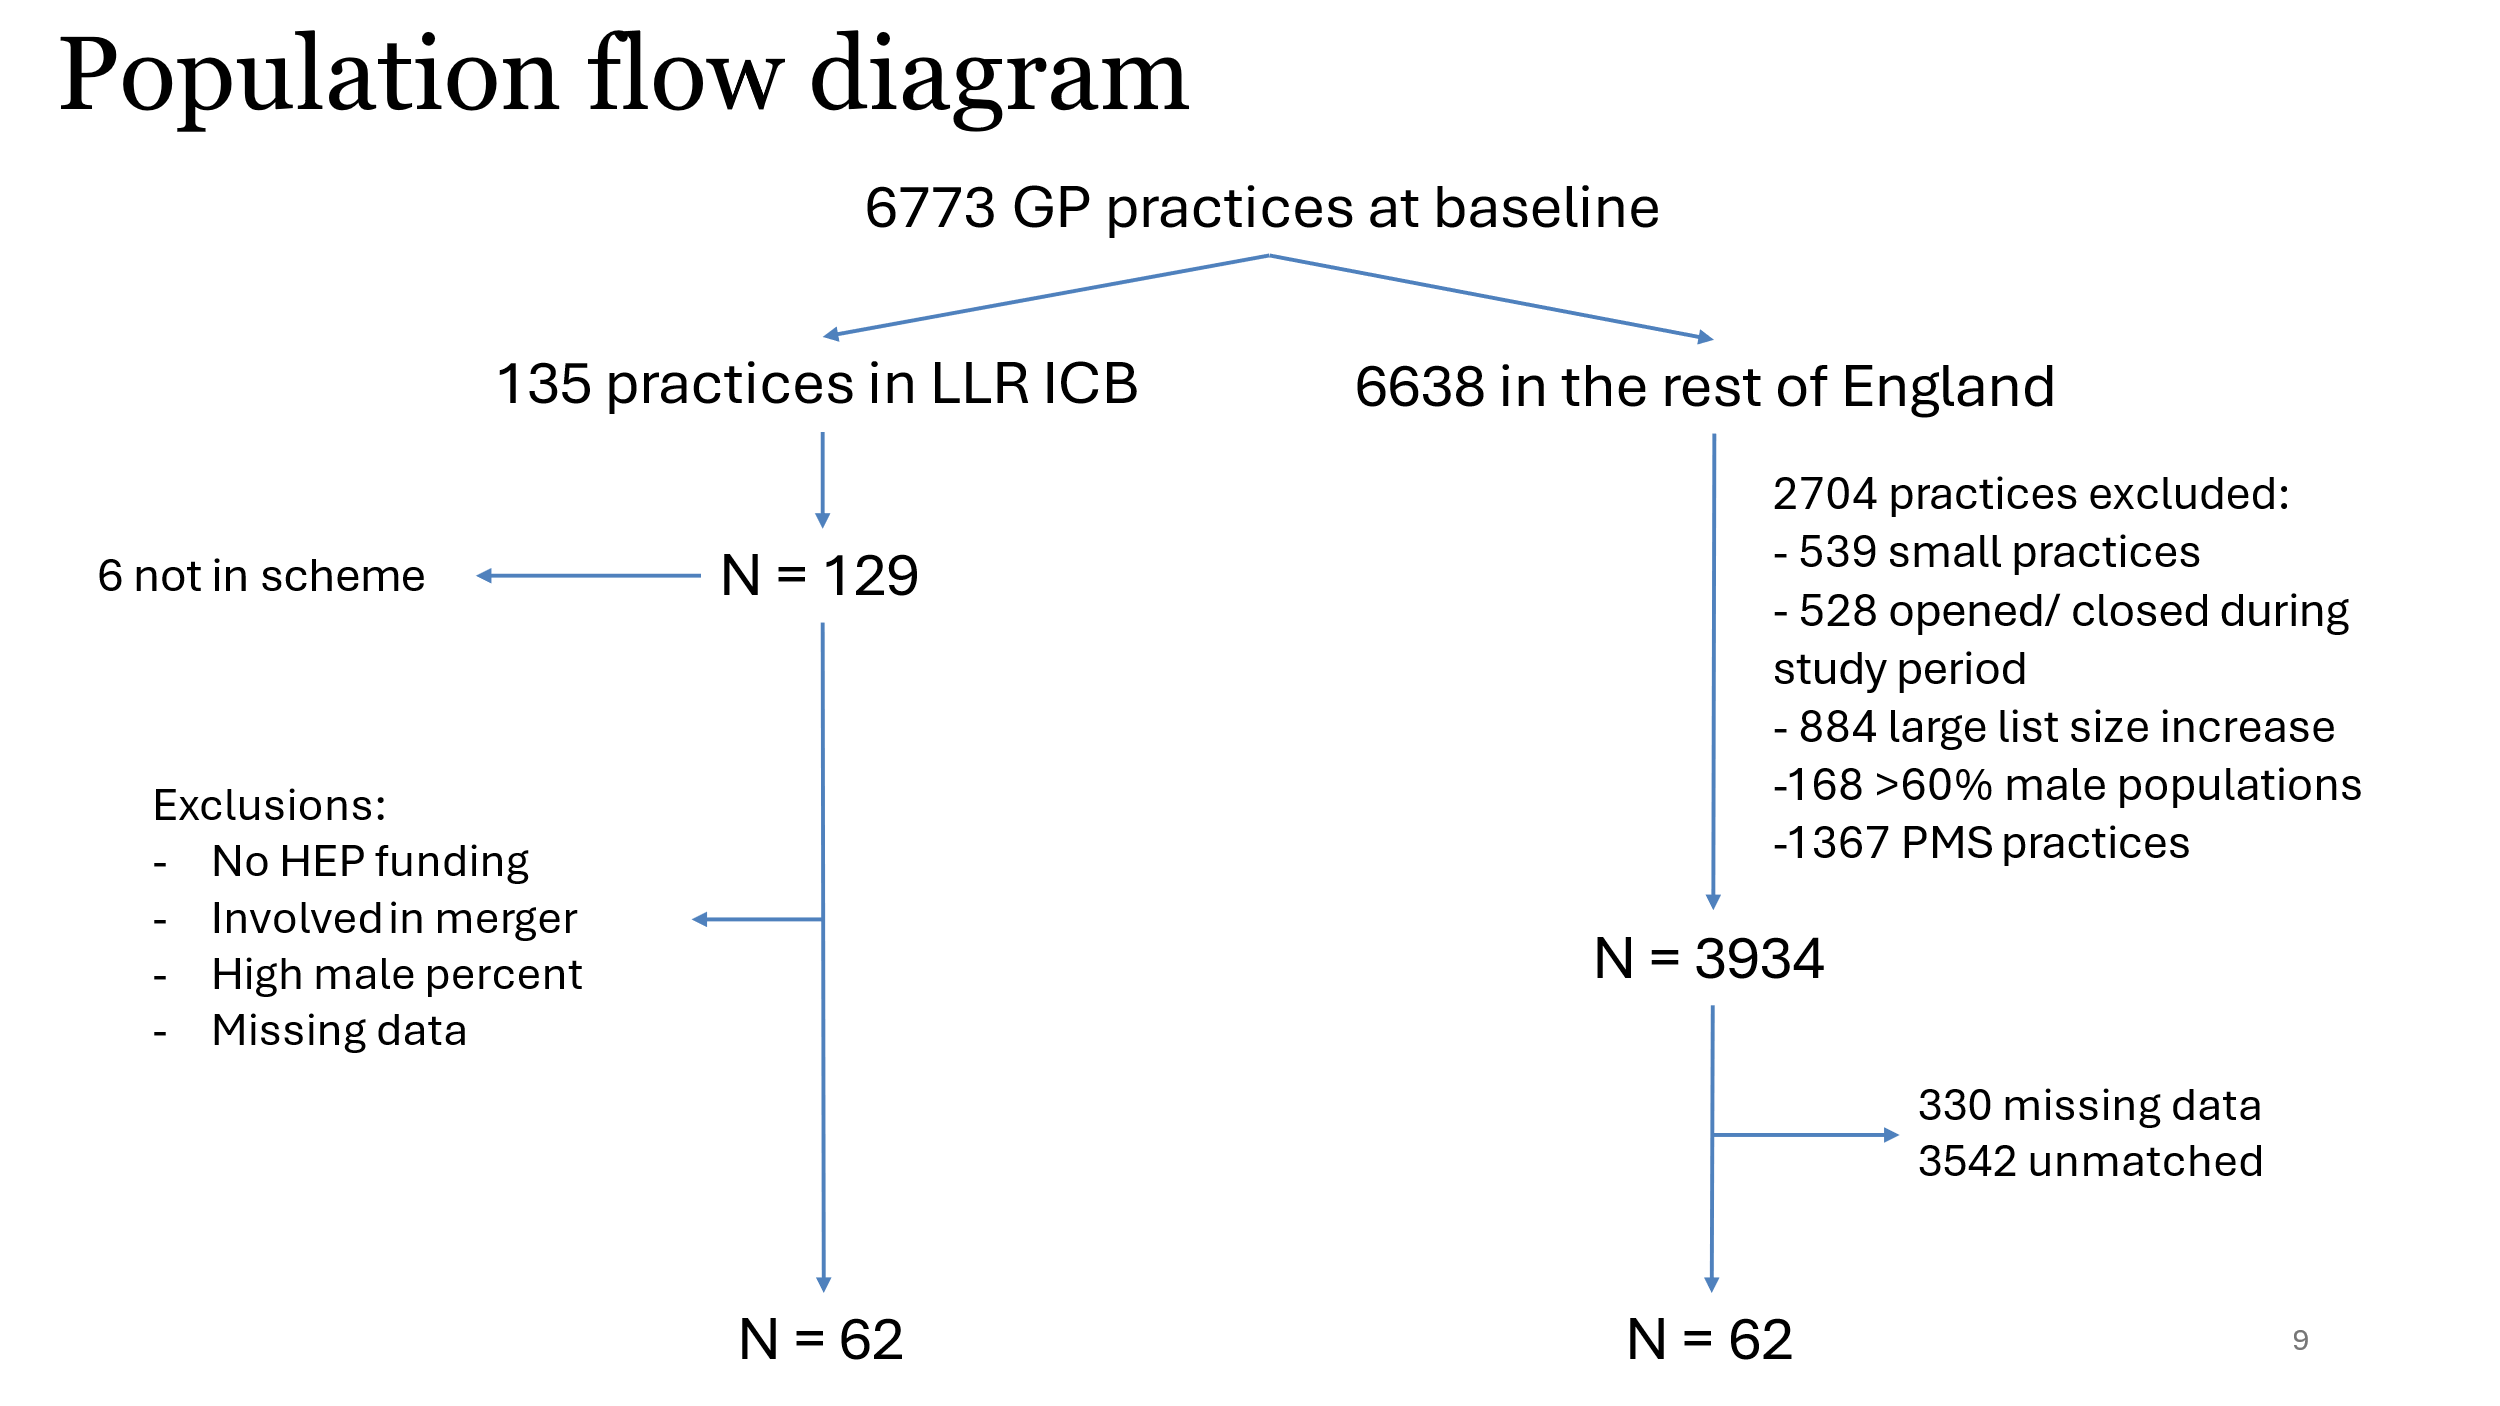 Population flow diagram
6773 GP practices at baseline
135 practices in LLR ICB
6638 in the rest of England
2704 practices excluded:
- 539 small practices
- 528 opened/ closed during
study period
- 884 large list size increase
-168 >60% male populations
-1367 PMS practices
6 not in scheme
N = 129
Exclusions:
- No HEP funding
- Involved in merger
- High male percent
- Missing data
N = 3934
330 missing data
3542 unmatched
N = 62
N = 62
9